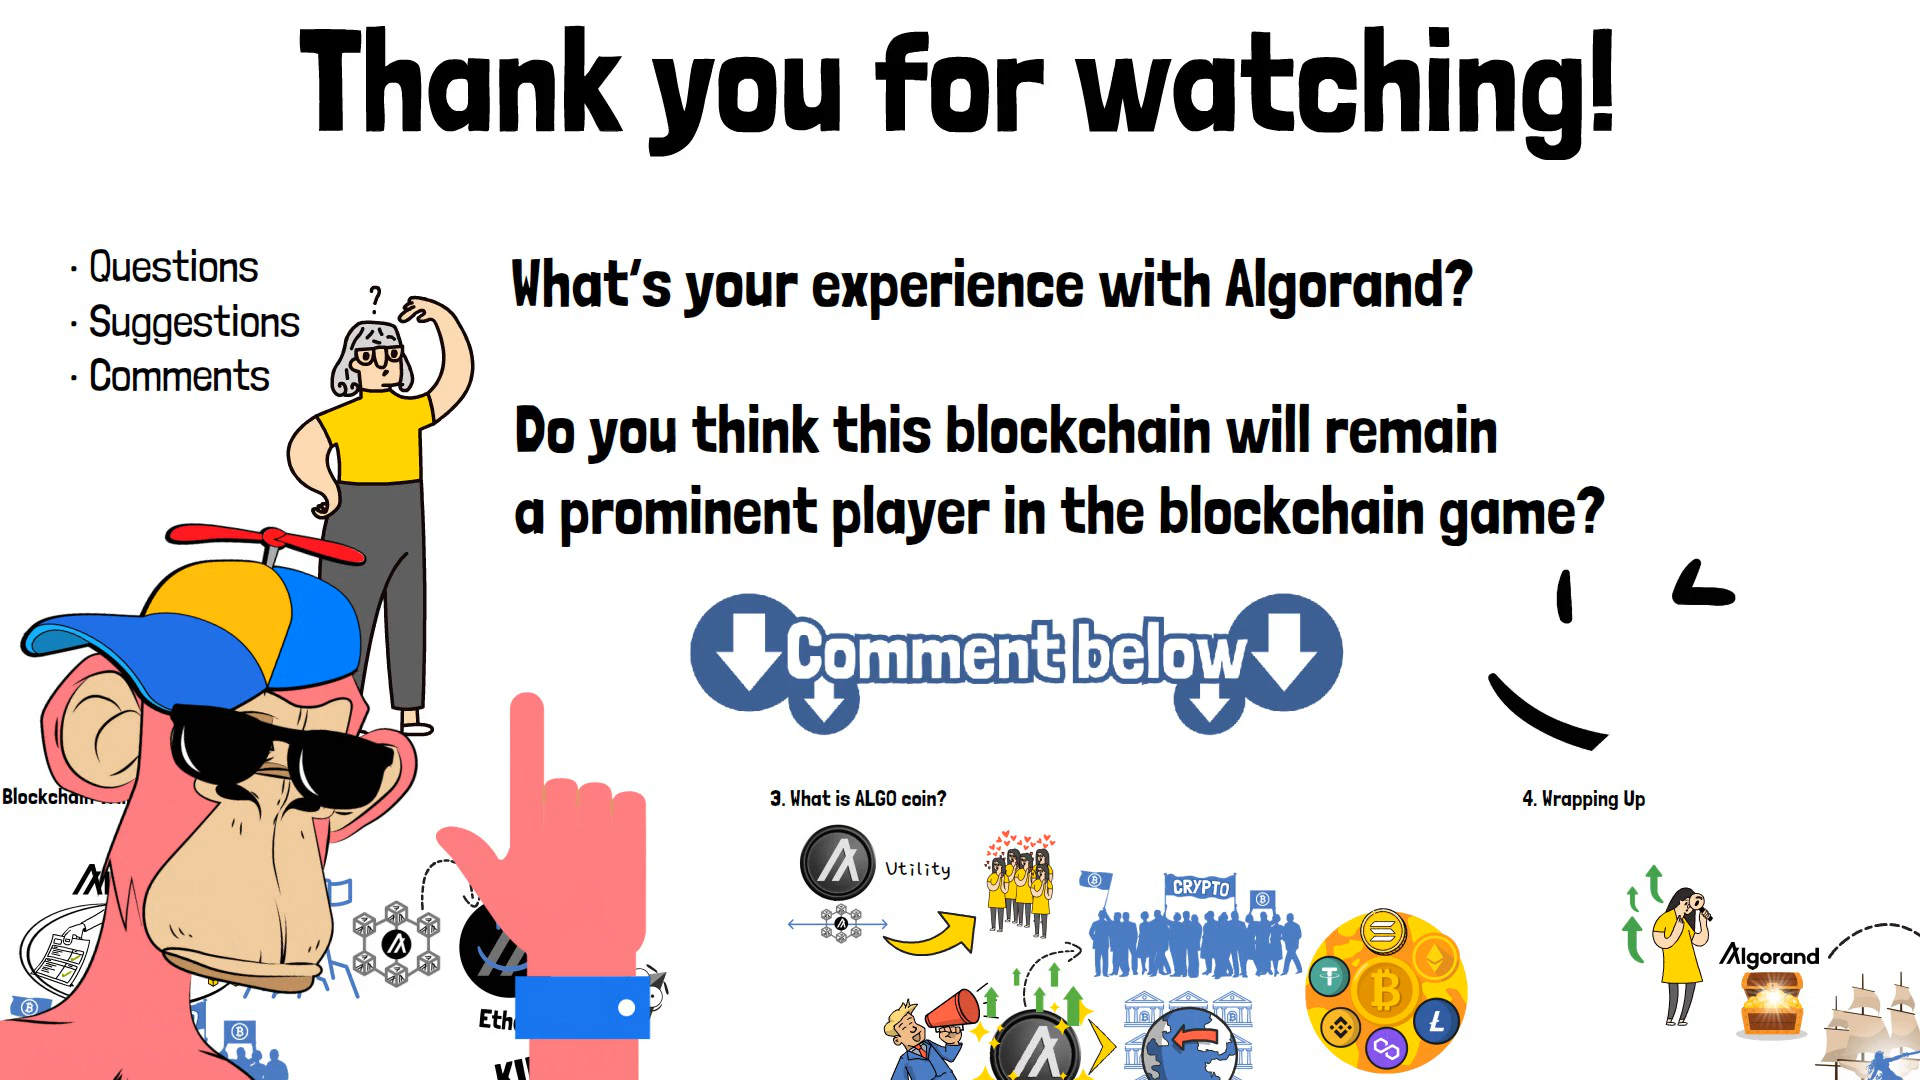 Thank you for watching!
· Questions
· Suggestions
· Comments
?
What's your experience with Algorand?
Do you think this blockchain will remain
a prominent player in the blockchain game?
Comment below
Blockchain
3. What is ALGO coin?
4. Wrapping Up
Utility
CRYPTO
Algorand